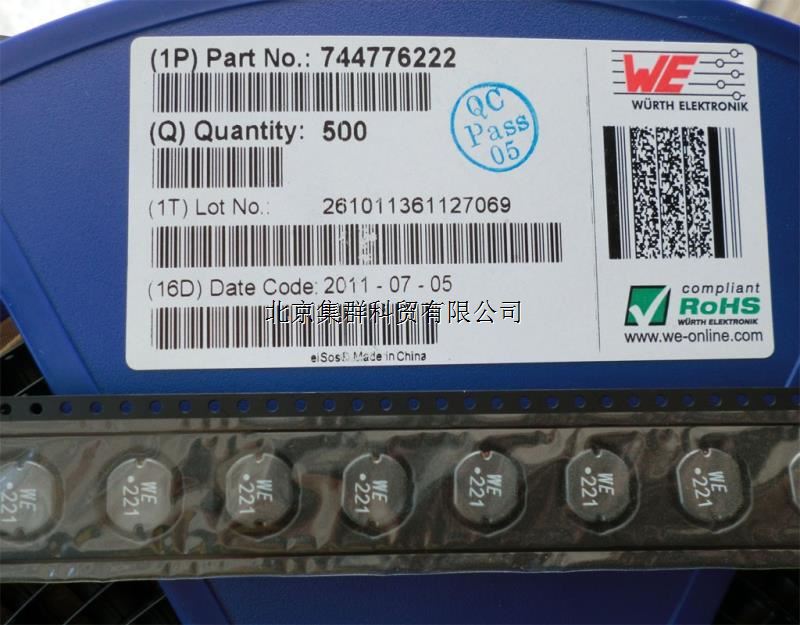 (1P) Part No.: 744776222
(Q) Quantity: 500
QC
Pass
05
(1T) Lot No.: 261011361127069
(16D) Date Code: 2011 - 07 - 05
北京集群科贸有限公司
eiSos® Made in China
WE
WÜRTH ELEKTRONIK
compliant
RoHS
WÜRTH ELEKTRONIK
www.we-online.com
WE
221
WE
221
WE
221
WE
221
WE
221
WE
221
WE
221